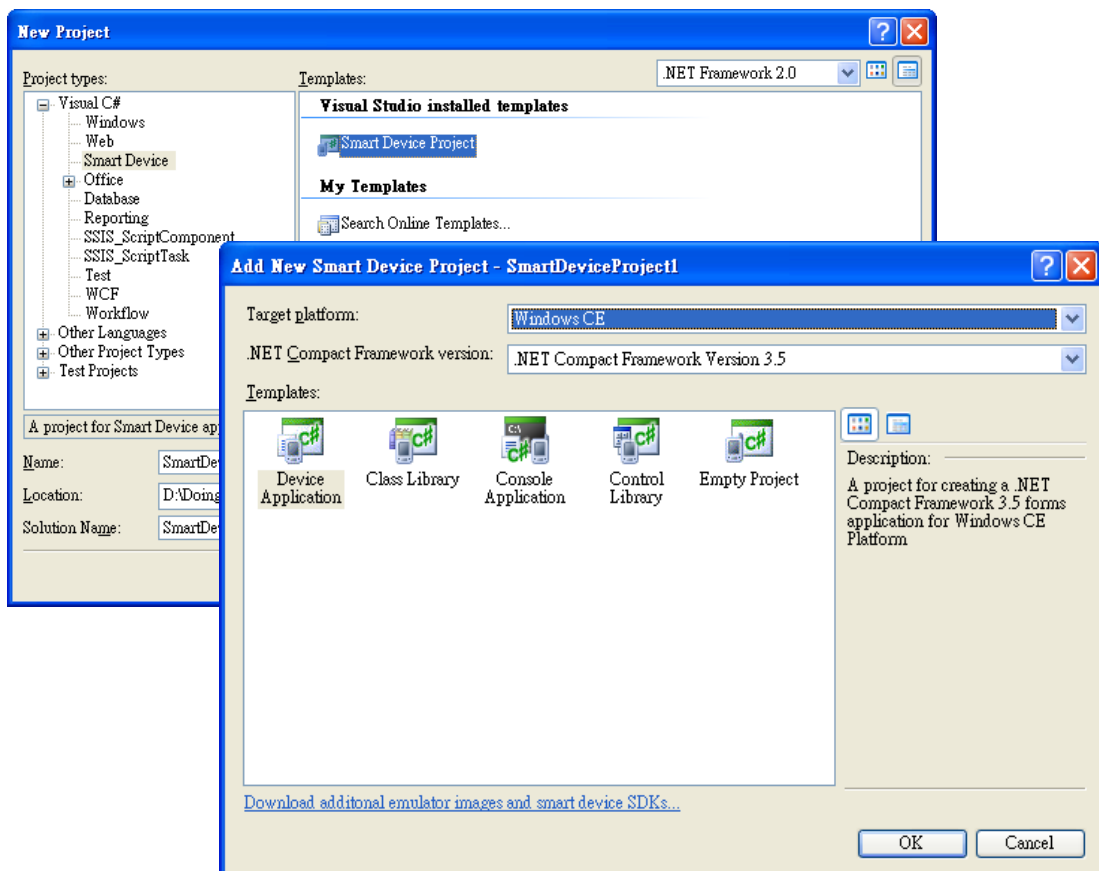 New Project
Project types:
Templates:
.NET Framework 2.0
Visual C#
Windows
Web
Smart Device
Office
Database
Reporting
SSIS_ScriptComponent
SSIS_ScriptTask
Test
WCF
Workflow
Other Languages
Other Project Types
Test Projects
Visual Studio installed templates
Smart Device Project
My Templates
Search Online Templates...
A project for Smart Device
Name:
Location:
D:\Doing
Solution Name:
Add New Smart Device Project - SmartDeviceProject1
Target platform:
Windows CE
.NET Compact Framework version:
.NET Compact Framework Version 3.5
Templates:
Device
Application
Class Library
Console
Application
Control
Library
Empty Project
Description:
A project for creating a .NET
Compact Framework 3.5 forms
application for Windows CE
Platform
Download additonal emulator images and smart device SDKs...
OK
Cancel